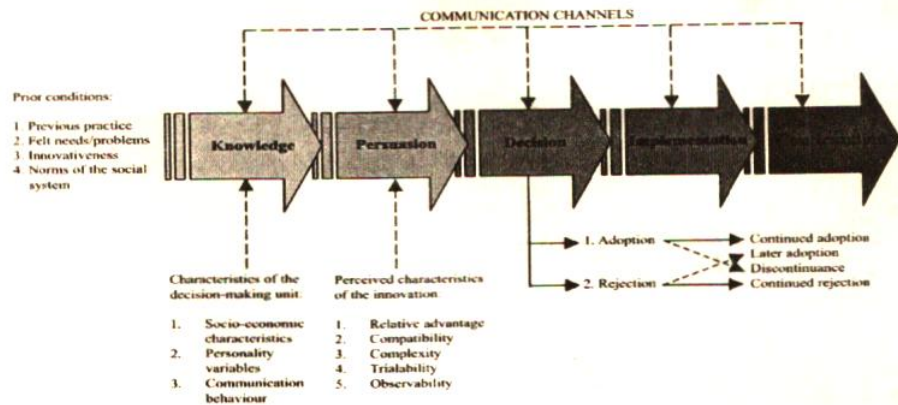 COMMUNICATION CHANNELS
Prior conditions:
1. Previous practice
2. Felt needs/problems
3. Innovativeness
4. Norms of the social
system
Knowledge
Persuasion
Decision
Implementation
1. Adoption
2. Rejection
Continued adoption
Later adoption
Discontinuance
Continued rejection
Characteristics of the
decision-making unit:
1. Socio-economic
characteristics
2. Personality
variables
3. Communication
behaviour
Perceived characteristics
of the innovation:
1. Relative advantage
2. Compatibility
3. Complexity
4. Trialability
5. Observability